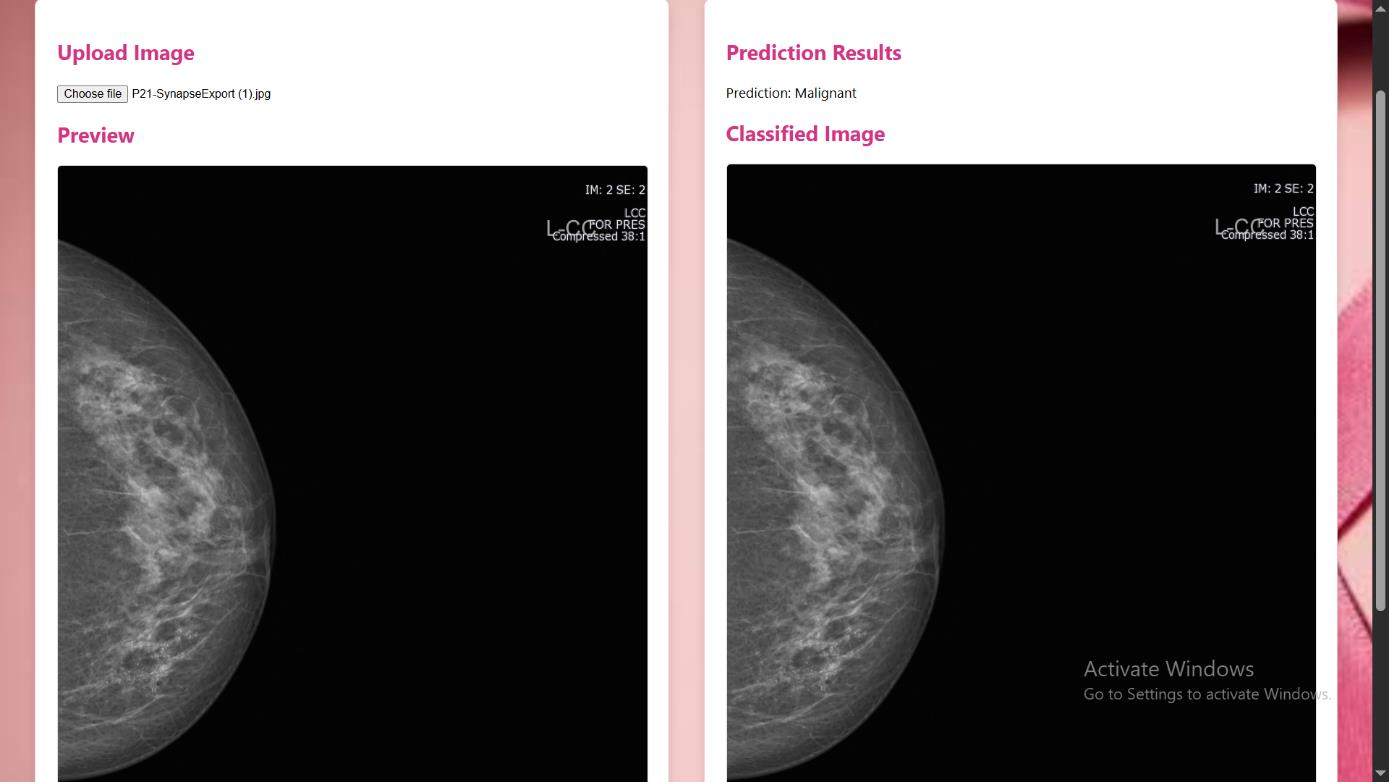 Upload Image
Choose file P21-SynapseExport (1).jpg
Preview
IM: 2 SE: 2
LCC
L-CC
FOR PRES
Compressed 38:1
Prediction Results
Prediction: Malignant
Classified Image
IM: 2 SE: 2
LCC
L-CC
FOR PRES
Compressed 38:1
Activate Windows
Go to Settings to activate Windows.